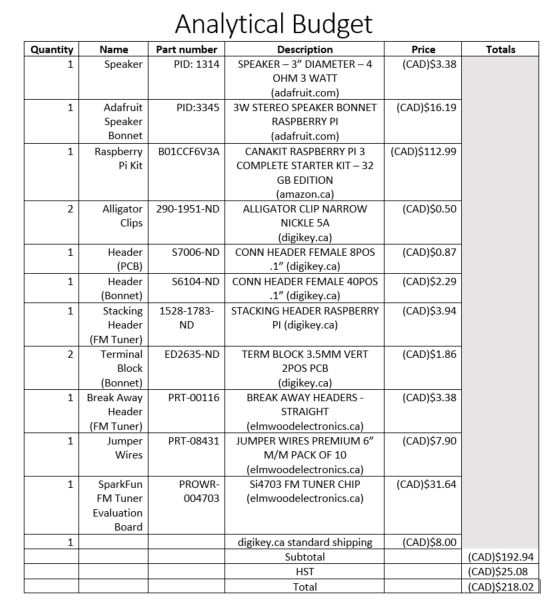 Analytical Budget
Quantity Name Part number Description Price Totals
1 Speaker PID: 1314 SPEAKER – 3” DIAMETER – 4 (CAD)$3.38
OHM 3 WATT
(adafruit.com)
1 Adafruit PID:3345 3W STEREO SPEAKER BONNET (CAD)$16.19
Speaker RASPBERRY PI
Bonnet (adafruit.com)
1 Raspberry B01CCF6V3A CANAKIT RASPBERRY PI 3 (CAD)$112.99
Pi Kit COMPLETE STARTER KIT – 32
GB EDITION
(amazon.ca)
2 Alligator 290-1951-ND ALLIGATOR CLIP NARROW (CAD)$0.50
Clips NICKLE 5A
(digikey.ca)
1 Header S7006-ND CONN HEADER FEMALE 8POS (CAD)$0.87
(PCB) .1” (digikey.ca)
1 Header S6104-ND CONN HEADER FEMALE 40POS (CAD)$2.29
(Bonnet) .1” (digikey.ca)
1 Stacking 1528-1783- STACKING HEADER RASPBERRY (CAD)$3.94
Header ND PI (digikey.ca)
(FM Tuner)
2 Terminal ED2635-ND TERM BLOCK 3.5MM VERT (CAD)$1.86
Block 2POS PCB
(Bonnet) (digikey.ca)
1 Break Away PRT-00116 BREAK AWAY HEADERS - (CAD)$3.38
Header STRAIGHT
(FM Tuner) (elmwoodelectronics.ca)
1 Jumper PRT-08431 JUMPER WIRES PREMIUM 6” (CAD)$7.90
Wires M/M PACK OF 10
(elmwoodelectronics.ca)
1 SparkFun PROWR- Si4703 FM TUNER CHIP (CAD)$31.64
FM Tuner 004703 (elmwoodelectronics.ca)
Evaluation
Board
1 digikey.ca standard shipping (CAD)$8.00
Subtotal (CAD)$192.94
HST (CAD)$25.08
Total (CAD)$218.02